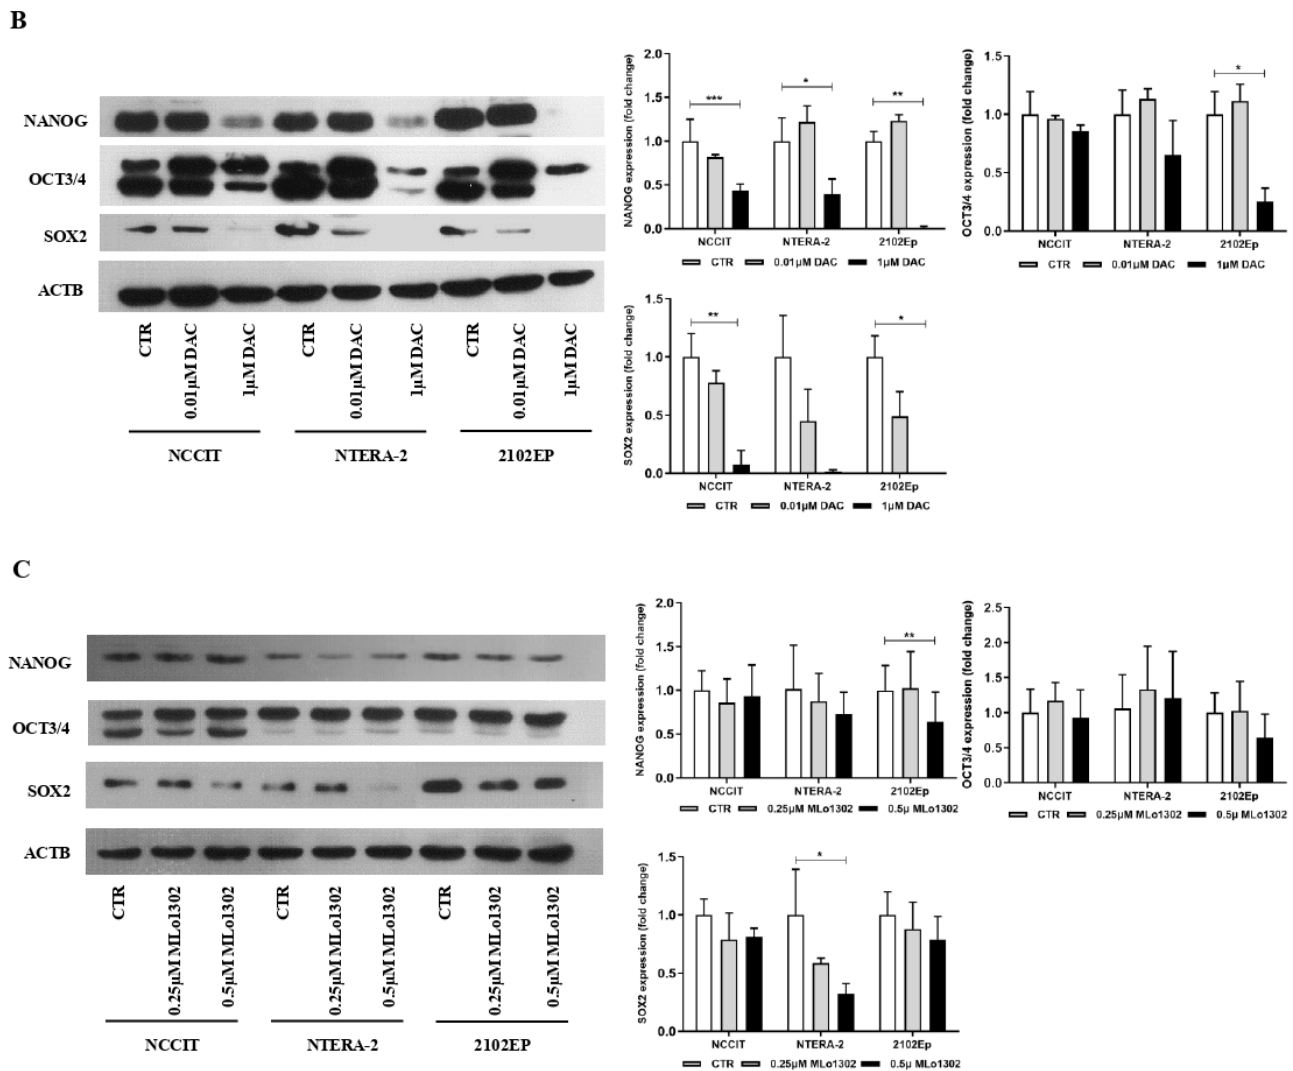 B
NANOG
OCT3/4
SOX2
ACTB
CTR
0.01µM DAC
1µM DAC
CTR
0.01µM DAC
1µM DAC
CTR
0.01µM DAC
1µM DAC
NCCIT
NTERA-2
2102EP
NANOG expression (fold change)
2.0
1.5
1.0
0.5
0.0
***
*
**
NCCIT
NTERA-2
2102Ep
CTR 0.01µM DAC 1µM DAC
OCT3/4 expression (fold change)
1.5
1.0
0.5
0.0
*
NCCIT
NTERA-2
2102Ep
CTR 0.01µM DAC 1µM DAC
SOX2 expression (fold change)
1.5
1.0
0.5
0.0
**
*
NCCIT
NTERA-2
2102Ep
CTR 0.01µM DAC 1µM DAC
C
NANOG
OCT3/4
SOX2
ACTB
CTR
0.25µM MLo1302
0.5µM MLo1302
CTR
0.25µM MLo1302
0.5µM MLo1302
CTR
0.25µM MLo1302
0.5µM MLo1302
NCCIT
NTERA-2
2102EP
NANOG expression (fold change)
2.0
1.5
1.0
0.5
0.0
**
NCCIT
NTERA-2
2102Ep
CTR 0.25µM MLo1302 0.5µ MLo1302
OCT3/4 expression (fold change)
2.5
2.0
1.5
1.0
0.5
0.0
NCCIT
NTERA-2
2102Ep
CTR 0.25µM MLo1302 0.5µ MLo1302
SOX2 expression (fold change)
1.5
1.0
0.5
0.0
*
NCCIT
NTERA-2
2102Ep
CTR 0.25µM MLo1302 0.5µ MLo1302